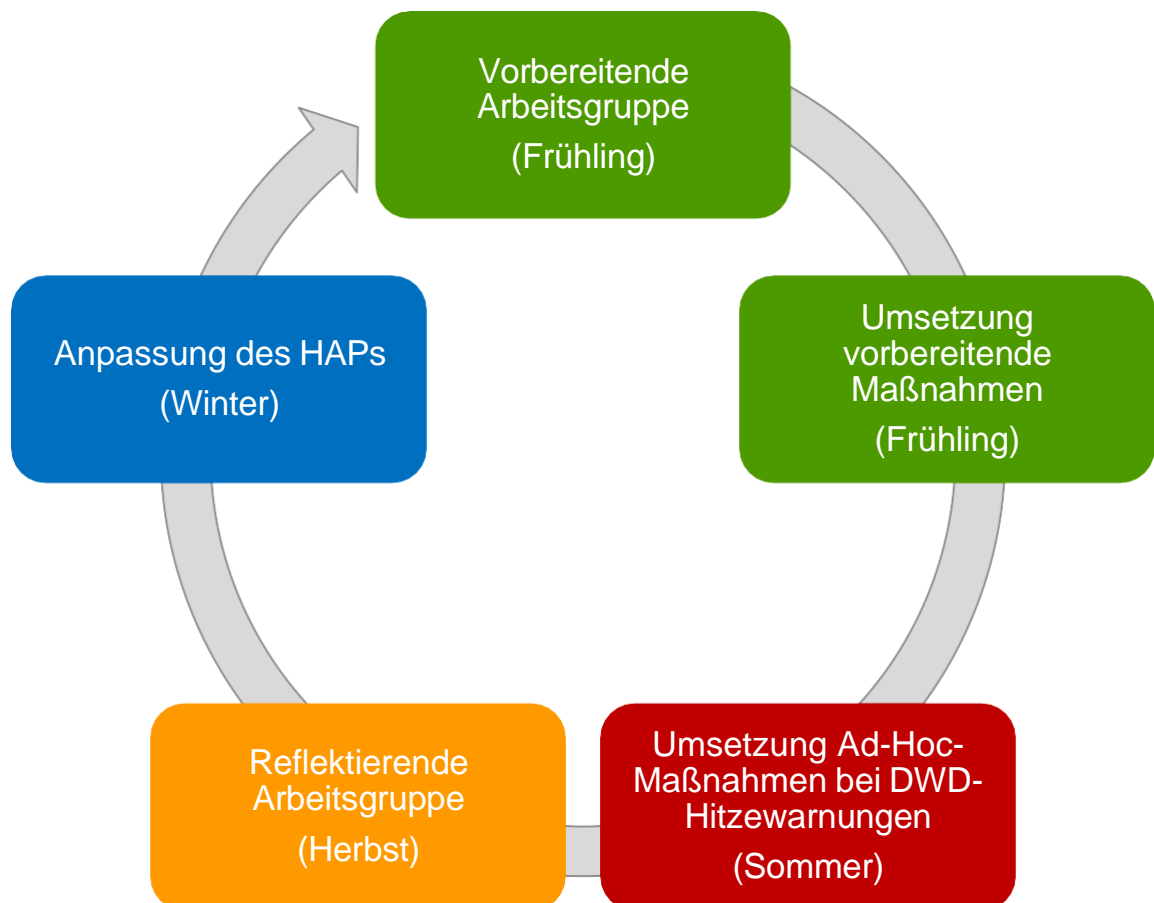 Vorbereitende
Arbeitsgruppe
(Frühling)
Umsetzung
vorbereitende
Maßnahmen
(Frühling)
Umsetzung Ad-Hoc-
Maßnahmen bei DWD-
Hitzewarnungen
(Sommer)
Reflektierende
Arbeitsgruppe
(Herbst)
Anpassung des HAPs
(Winter)